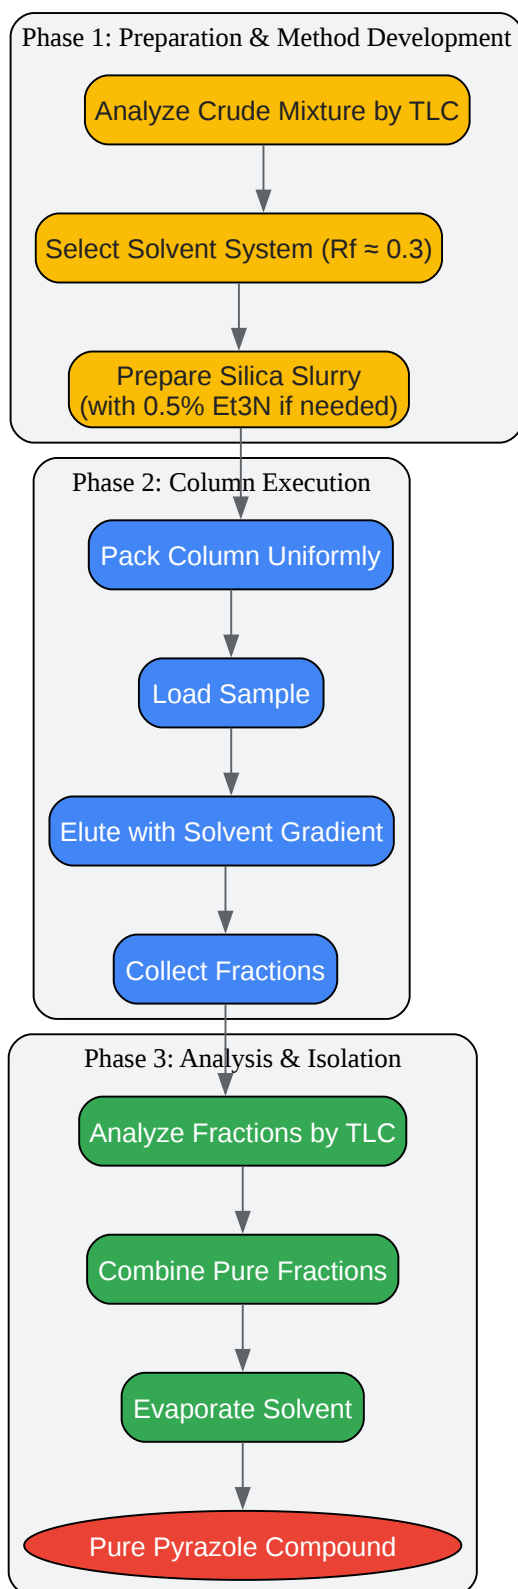 Phase 1: Preparation & Method Development
Analyze Crude Mixture by TLC
Select Solvent System (Rf ≈ 0.3)
Prepare Silica Slurry
(with 0.5% Et3N if needed)
Phase 2: Column Execution
Pack Column Uniformly
Load Sample
Elute with Solvent Gradient
Collect Fractions
Phase 3: Analysis & Isolation
Analyze Fractions by TLC
Combine Pure Fractions
Evaporate Solvent
Pure Pyrazole Compound